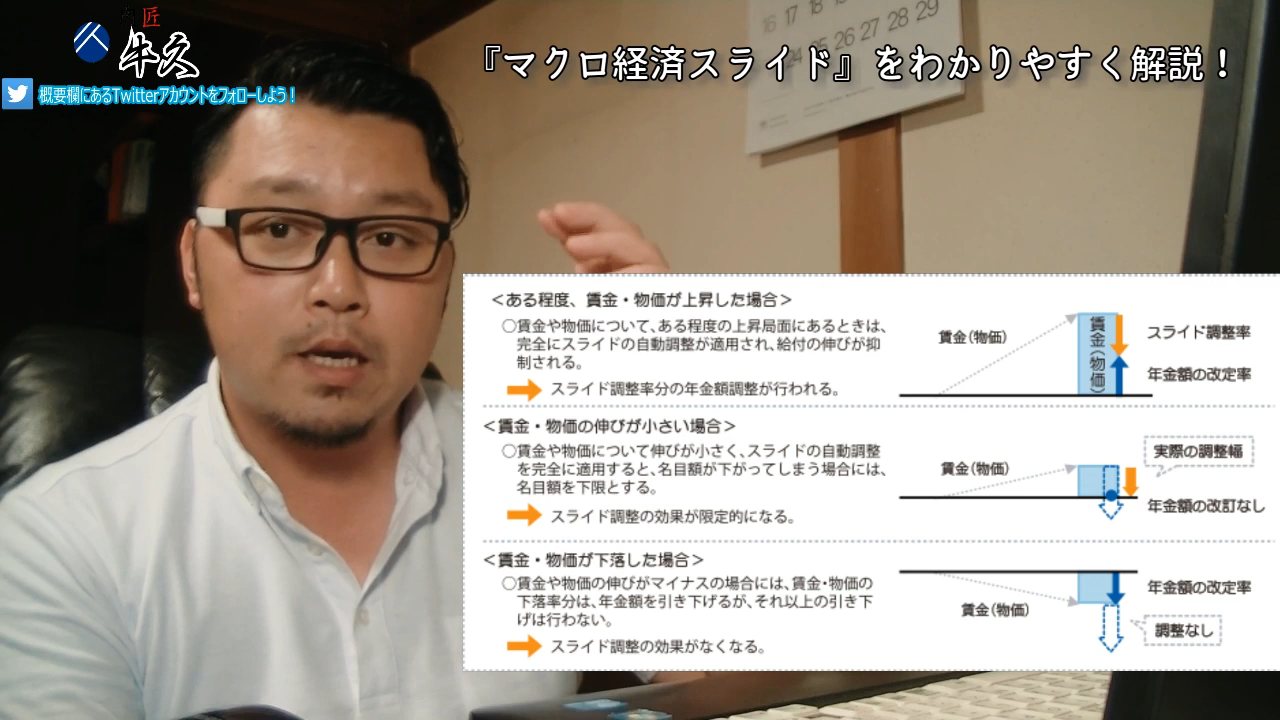 匠
牛久
概要欄にあるTwitterアカウントをフォローしよう!
『マクロ経済スライド』をわかりやすく解説!
16 17 18
24 25 26 27 28 29
<ある程度、賃金・物価が上昇した場合>
○賃金や物価について、ある程度の上昇局面にあるときは、
完全にスライドの自動調整が適用され、給付の伸びが抑
制される。
スライド調整率分の年金額調整が行われる。
賃金(物価)
賃金(物価)
スライド調整率
年金額の改定率
<賃金・物価の伸びが小さい場合>
○賃金や物価について伸びが小さく、スライドの自動調整
を完全に適用すると、名目額が下がってしまう場合には、
名目額を下限とする。
スライド調整の効果が限定的になる。
賃金(物価)
実際の調整幅
年金額の改訂なし
<賃金・物価が下落した場合>
○賃金や物価の伸びがマイナスの場合には、賃金・物価の
下落率分は、年金額を引き下げるが、それ以上の引き下
げは行わない。
スライド調整の効果がなくなる。
賃金(物価)
年金額の改定率
調整なし